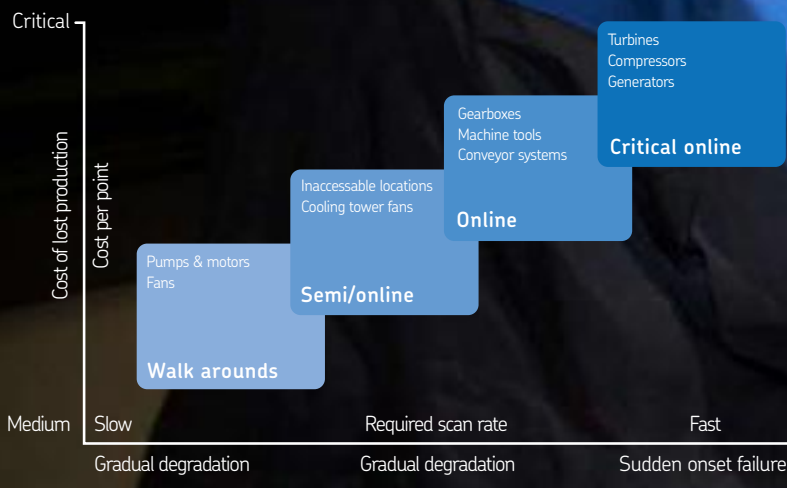 Critical
Cost of lost production
Cost per point
Turbines
Compressors
Generators
Critical online
Gearboxes
Machine tools
Conveyor systems
Online
Inaccessable locations
Cooling tower fans
Semi/online
Pumps & motors
Fans
Walk arounds
Medium
Slow
Required scan rate
Fast
Gradual degradation
Gradual degradation
Sudden onset failure